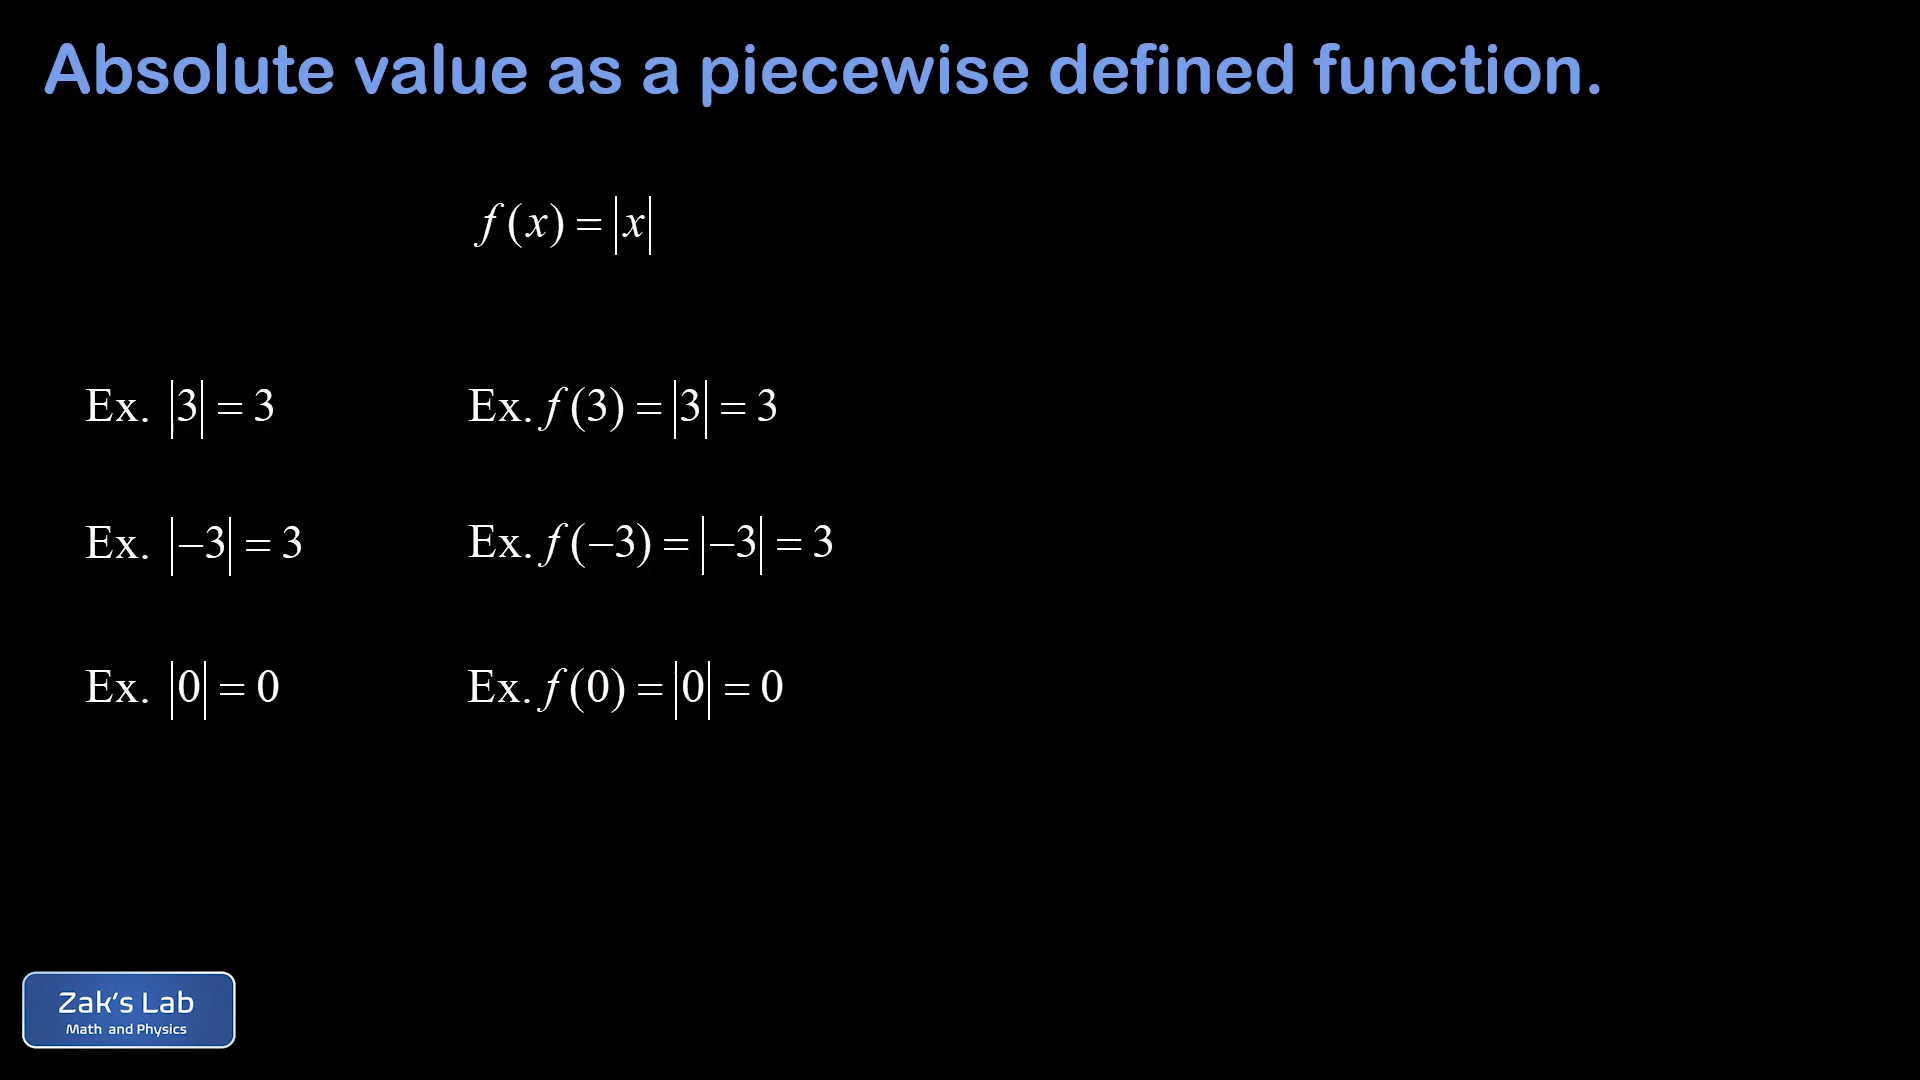 Absolute value as a piecewise defined function.
f(x) = |x|
Ex. |3| = 3
Ex. f(3) = |3| = 3
Ex. |−3| = 3
Ex. f(−3) = |−3| = 3
Ex. |0| = 0
Ex. f(0) = |0| = 0
Zak's Lab
Math and Physics